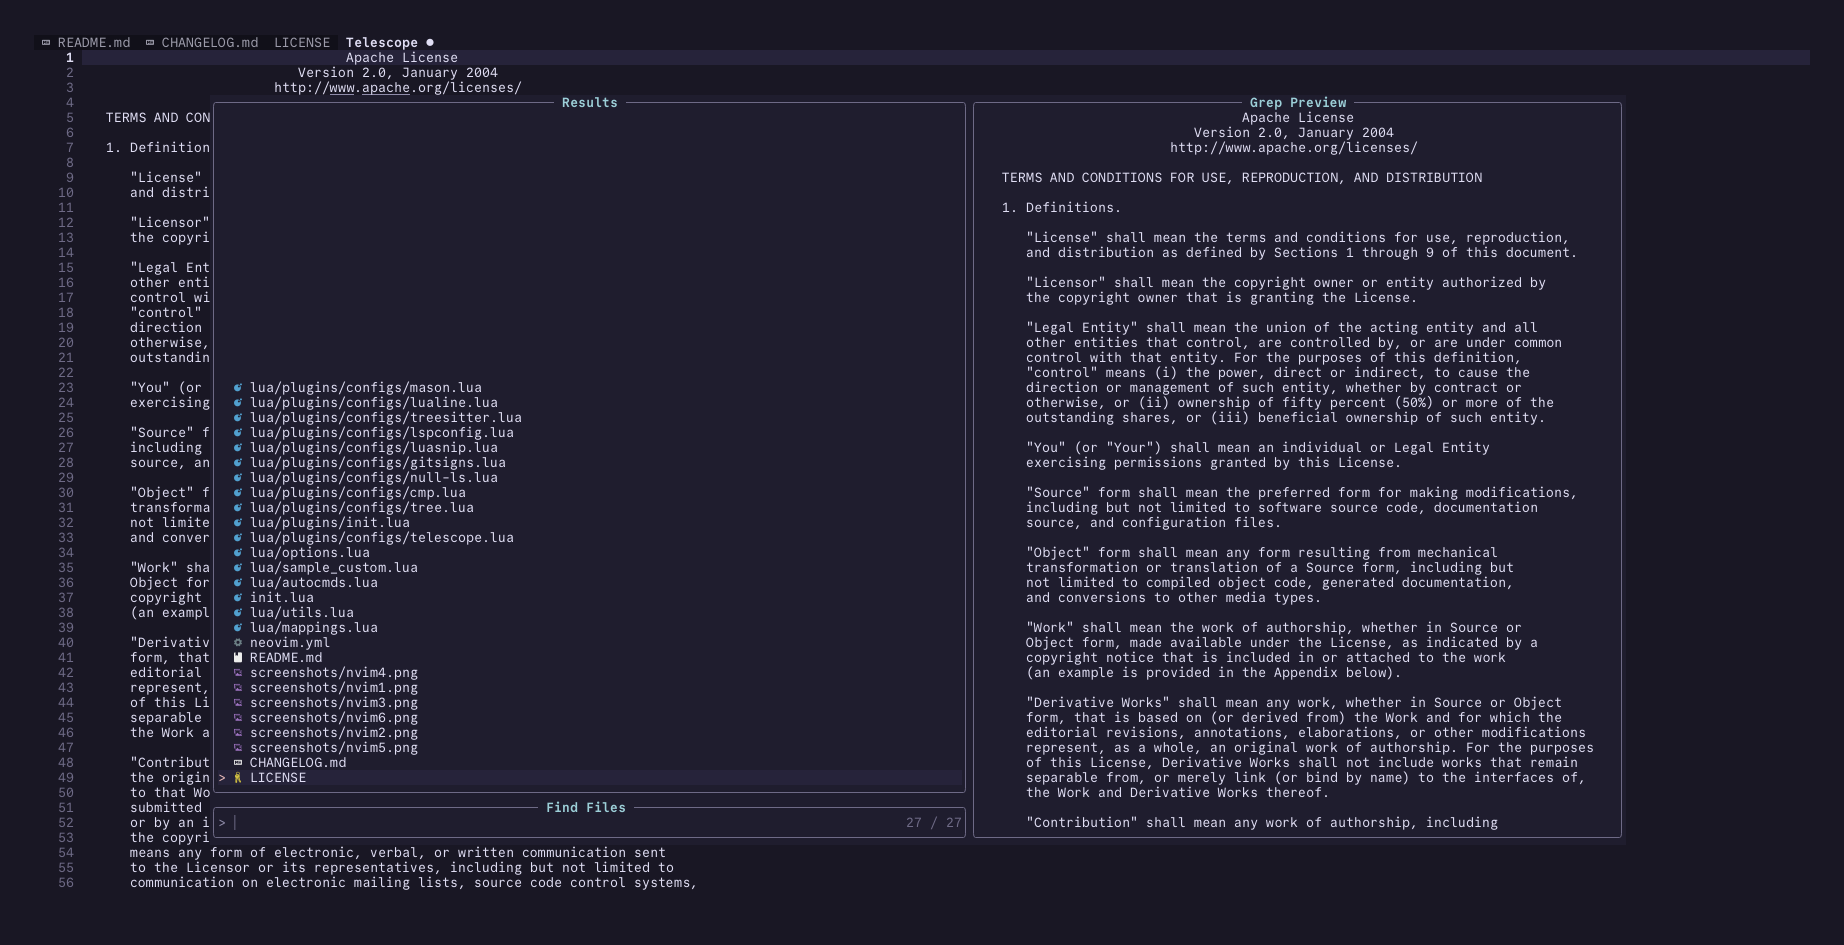 README.md CHANGELOG.md LICENSE Telescope ●
1 Apache License
2 Version 2.0, January 2004
3 http://www.apache.org/licenses/
4
5 TERMS AND CON
6
7 1. Definition
8
9 "License"
10 and distri
11
12 "Licensor"
13 the copyri
14
15 "Legal Ent
16 other enti
17 control wi
18 "control"
19 direction
20 otherwise,
21 outstandin
22
23 "You" (or
24 exercising
25
26 "Source" f
27 including
28 source, an
29
30 "Object" f
31 transforma
32 not limite
33 and conver
34
35 "Work" sha
36 Object for
37 copyright
38 (an exampl
39
40 "Derivativ
41 form, that
42 editorial
43 represent,
44 of this Li
45 separable
46 the Work a
47
48 "Contribut
49 the origin
50 to that Wo
51 submitted
52 or by an i
53 the copyri
54 means any form of electronic, verbal, or written communication sent
55 to the Licensor or its representatives, including but not limited to
56 communication on electronic mailing lists, source code control systems,
Results
lua/plugins/configs/mason.lua
lua/plugins/configs/lualine.lua
lua/plugins/configs/treesitter.lua
lua/plugins/configs/lspconfig.lua
lua/plugins/configs/luasnip.lua
lua/plugins/configs/gitsigns.lua
lua/plugins/configs/null-ls.lua
lua/plugins/configs/cmp.lua
lua/plugins/configs/tree.lua
lua/plugins/init.lua
lua/plugins/configs/telescope.lua
lua/options.lua
lua/sample_custom.lua
lua/autocmds.lua
init.lua
lua/utils.lua
lua/mappings.lua
neovim.yml
README.md
screenshots/nvim4.png
screenshots/nvim1.png
screenshots/nvim3.png
screenshots/nvim6.png
screenshots/nvim2.png
screenshots/nvim5.png
CHANGELOG.md
> LICENSE
Find Files
> 27 / 27
Grep Preview
Apache License
Version 2.0, January 2004
http://www.apache.org/licenses/
TERMS AND CONDITIONS FOR USE, REPRODUCTION, AND DISTRIBUTION
1. Definitions.
"License" shall mean the terms and conditions for use, reproduction,
and distribution as defined by Sections 1 through 9 of this document.
"Licensor" shall mean the copyright owner or entity authorized by
the copyright owner that is granting the License.
"Legal Entity" shall mean the union of the acting entity and all
other entities that control, are controlled by, or are under common
control with that entity. For the purposes of this definition,
"control" means (i) the power, direct or indirect, to cause the
direction or management of such entity, whether by contract or
otherwise, or (ii) ownership of fifty percent (50%) or more of the
outstanding shares, or (iii) beneficial ownership of such entity.
"You" (or "Your") shall mean an individual or Legal Entity
exercising permissions granted by this License.
"Source" form shall mean the preferred form for making modifications,
including but not limited to software source code, documentation
source, and configuration files.
"Object" form shall mean any form resulting from mechanical
transformation or translation of a Source form, including but
not limited to compiled object code, generated documentation,
and conversions to other media types.
"Work" shall mean the work of authorship, whether in Source or
Object form, made available under the License, as indicated by a
copyright notice that is included in or attached to the work
(an example is provided in the Appendix below).
"Derivative Works" shall mean any work, whether in Source or Object
form, that is based on (or derived from) the Work and for which the
editorial revisions, annotations, elaborations, or other modifications
represent, as a whole, an original work of authorship. For the purposes
of this License, Derivative Works shall not include works that remain
separable from, or merely link (or bind by name) to the interfaces of,
the Work and Derivative Works thereof.
"Contribution" shall mean any work of authorship, including